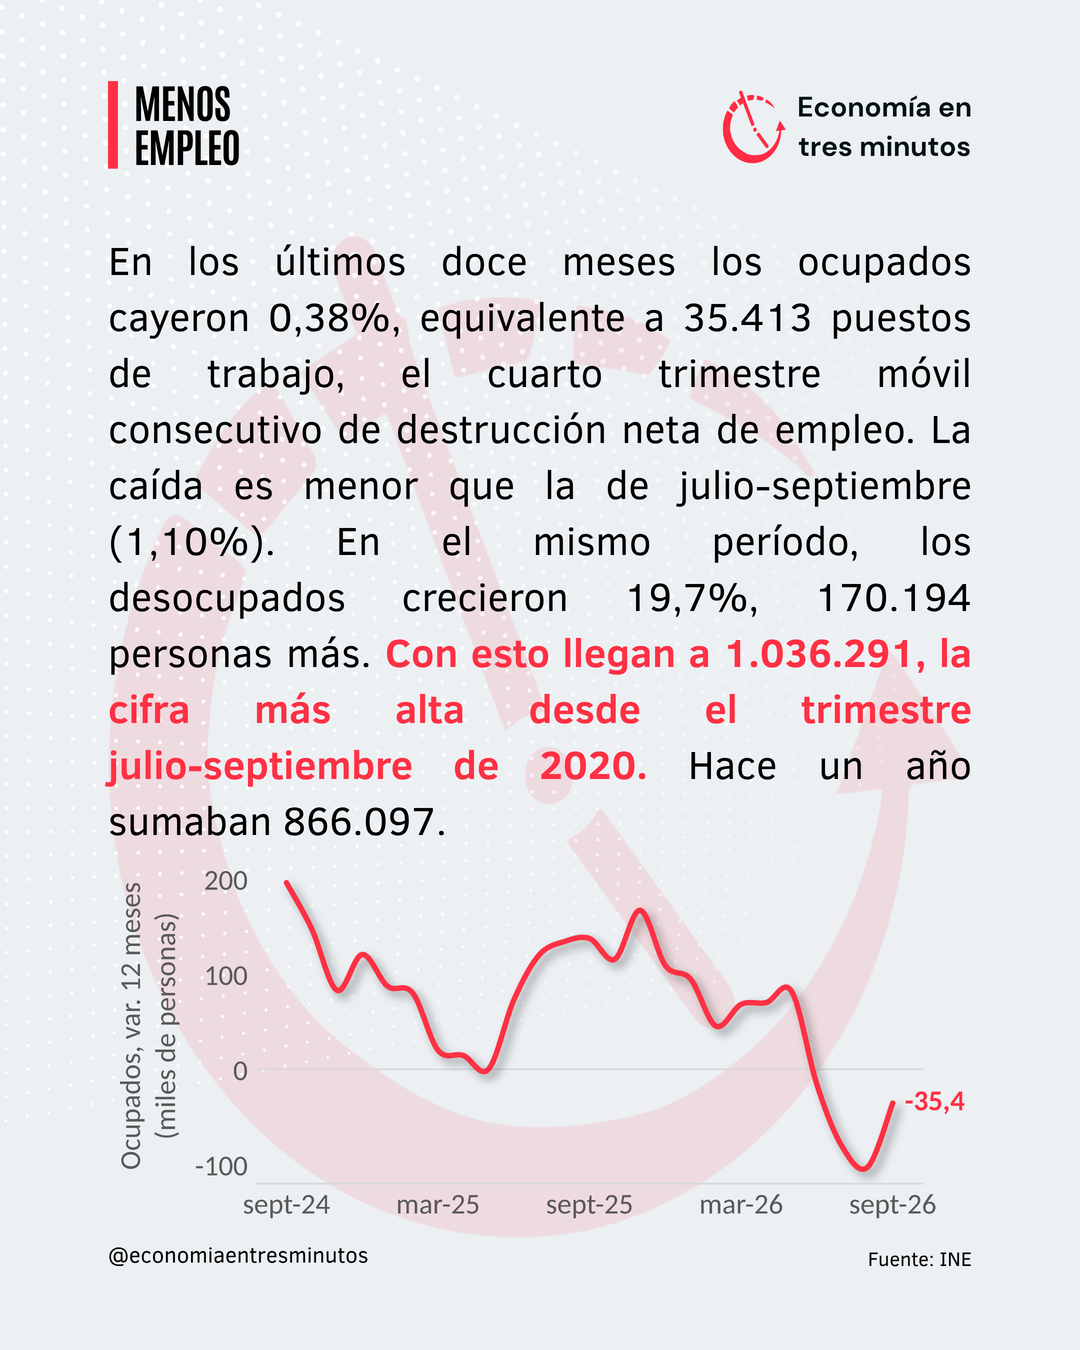 MENOS
EMPLEO
Economía en
tres minutos
En los últimos doce meses los ocupados
cayeron 0,38%, equivalente a 35.413 puestos
de trabajo, el cuarto trimestre móvil
consecutivo de destrucción neta de empleo. La
caída es menor que la de julio-septiembre
(1,10%). En el mismo período, los
desocupados crecieron 19,7%, 170.194
personas más. Con esto llegan a 1.036.291, la
cifra más alta desde el trimestre
julio-septiembre de 2020. Hace un año
sumaban 866.097.
Ocupados, var. 12 meses
(miles de personas)
200
100
0
-100
-35,4
sept-24 mar-25 sept-25 mar-26 sept-26
@economiaentresminutos
Fuente: INE